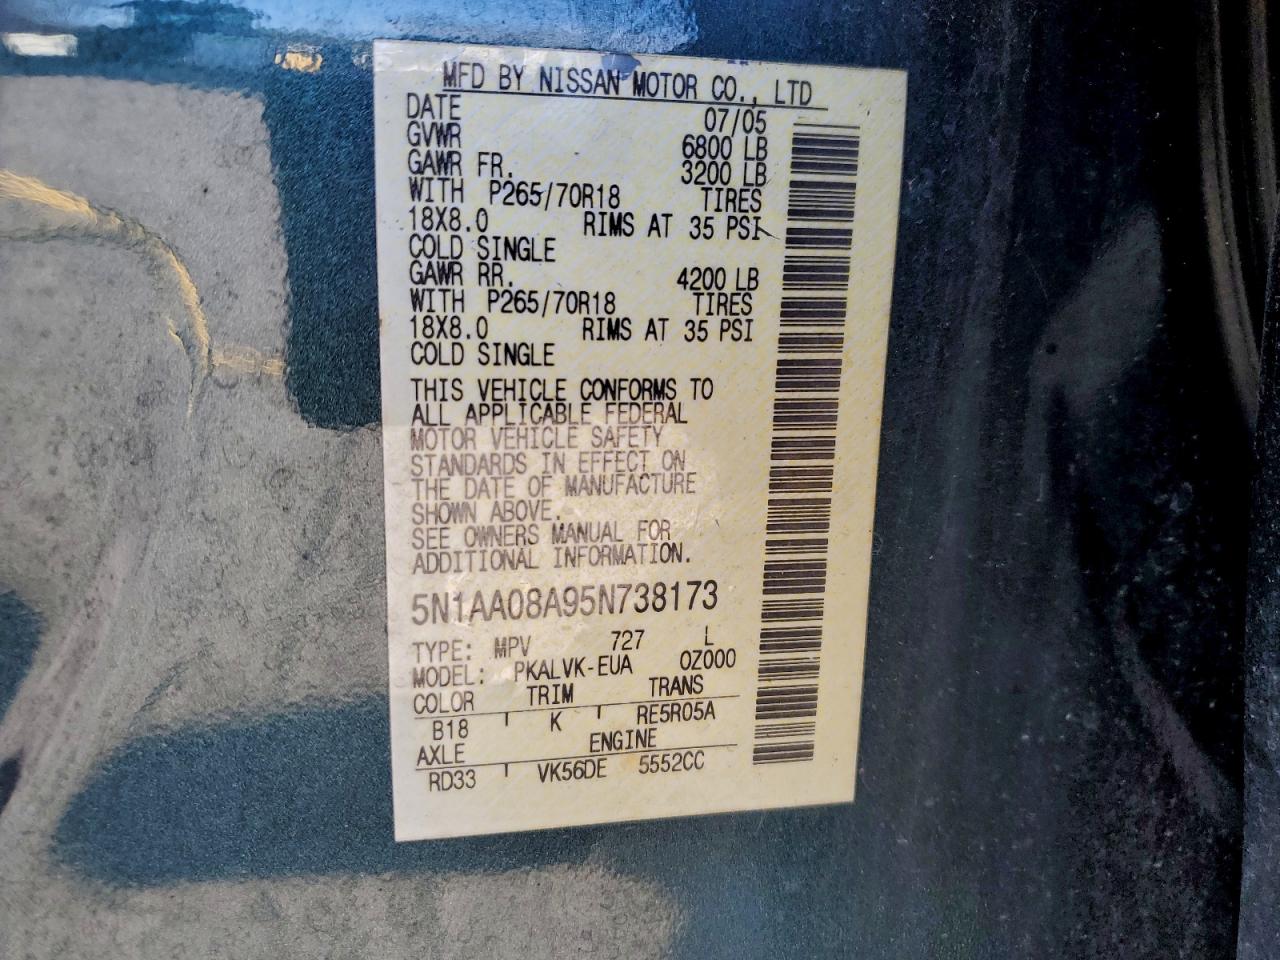 MFD BY NISSAN MOTOR CO., LTD
DATE 07/05
GVWR 6800 LB
GAWR FR. 3200 LB
WITH P265/70R18 TIRES
18X8.0 RIMS AT 35 PSI
COLD SINGLE
GAWR RR. 4200 LB
WITH P265/70R18 TIRES
18X8.0 RIMS AT 35 PSI
COLD SINGLE
THIS VEHICLE CONFORMS TO
ALL APPLICABLE FEDERAL
MOTOR VEHICLE SAFETY
STANDARDS IN EFFECT ON
THE DATE OF MANUFACTURE
SHOWN ABOVE.
SEE OWNERS MANUAL FOR
ADDITIONAL INFORMATION.
5N1AA08A95N738173
TYPE: MPV 727 L
MODEL: PKALVK-EUA 0Z000
COLOR TRIM TRANS
B18 K RE5R05A
AXLE ENGINE
RD33 VK56DE 5552CC